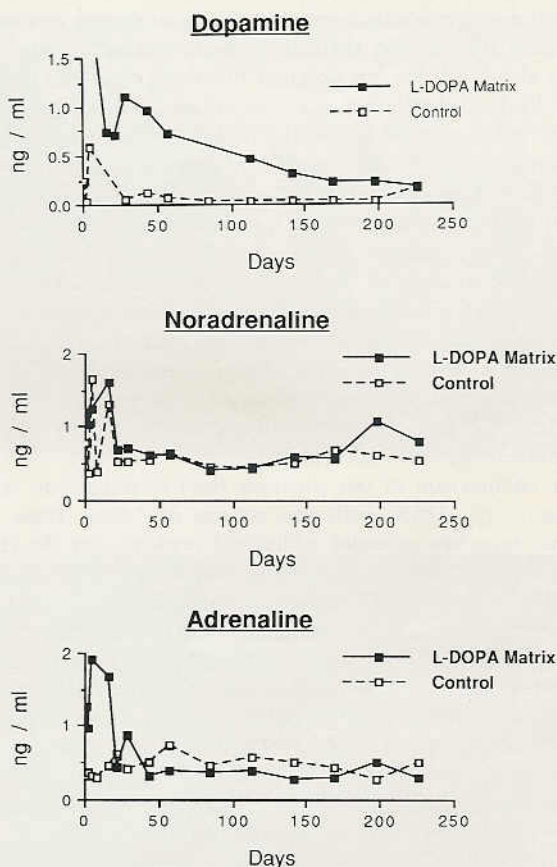 Dopamine
1.5
1.0
0.5
0.0
ng / ml
L-DOPA Matrix
Control
0 50 100 150 200 250
Days
Noradrenaline
2
1
0
ng / ml
L-DOPA Matrix
Control
0 50 100 150 200 250
Days
Adrenaline
2
1
0
ng / ml
L-DOPA Matrix
Control
0 50 100 150 200 250
Days